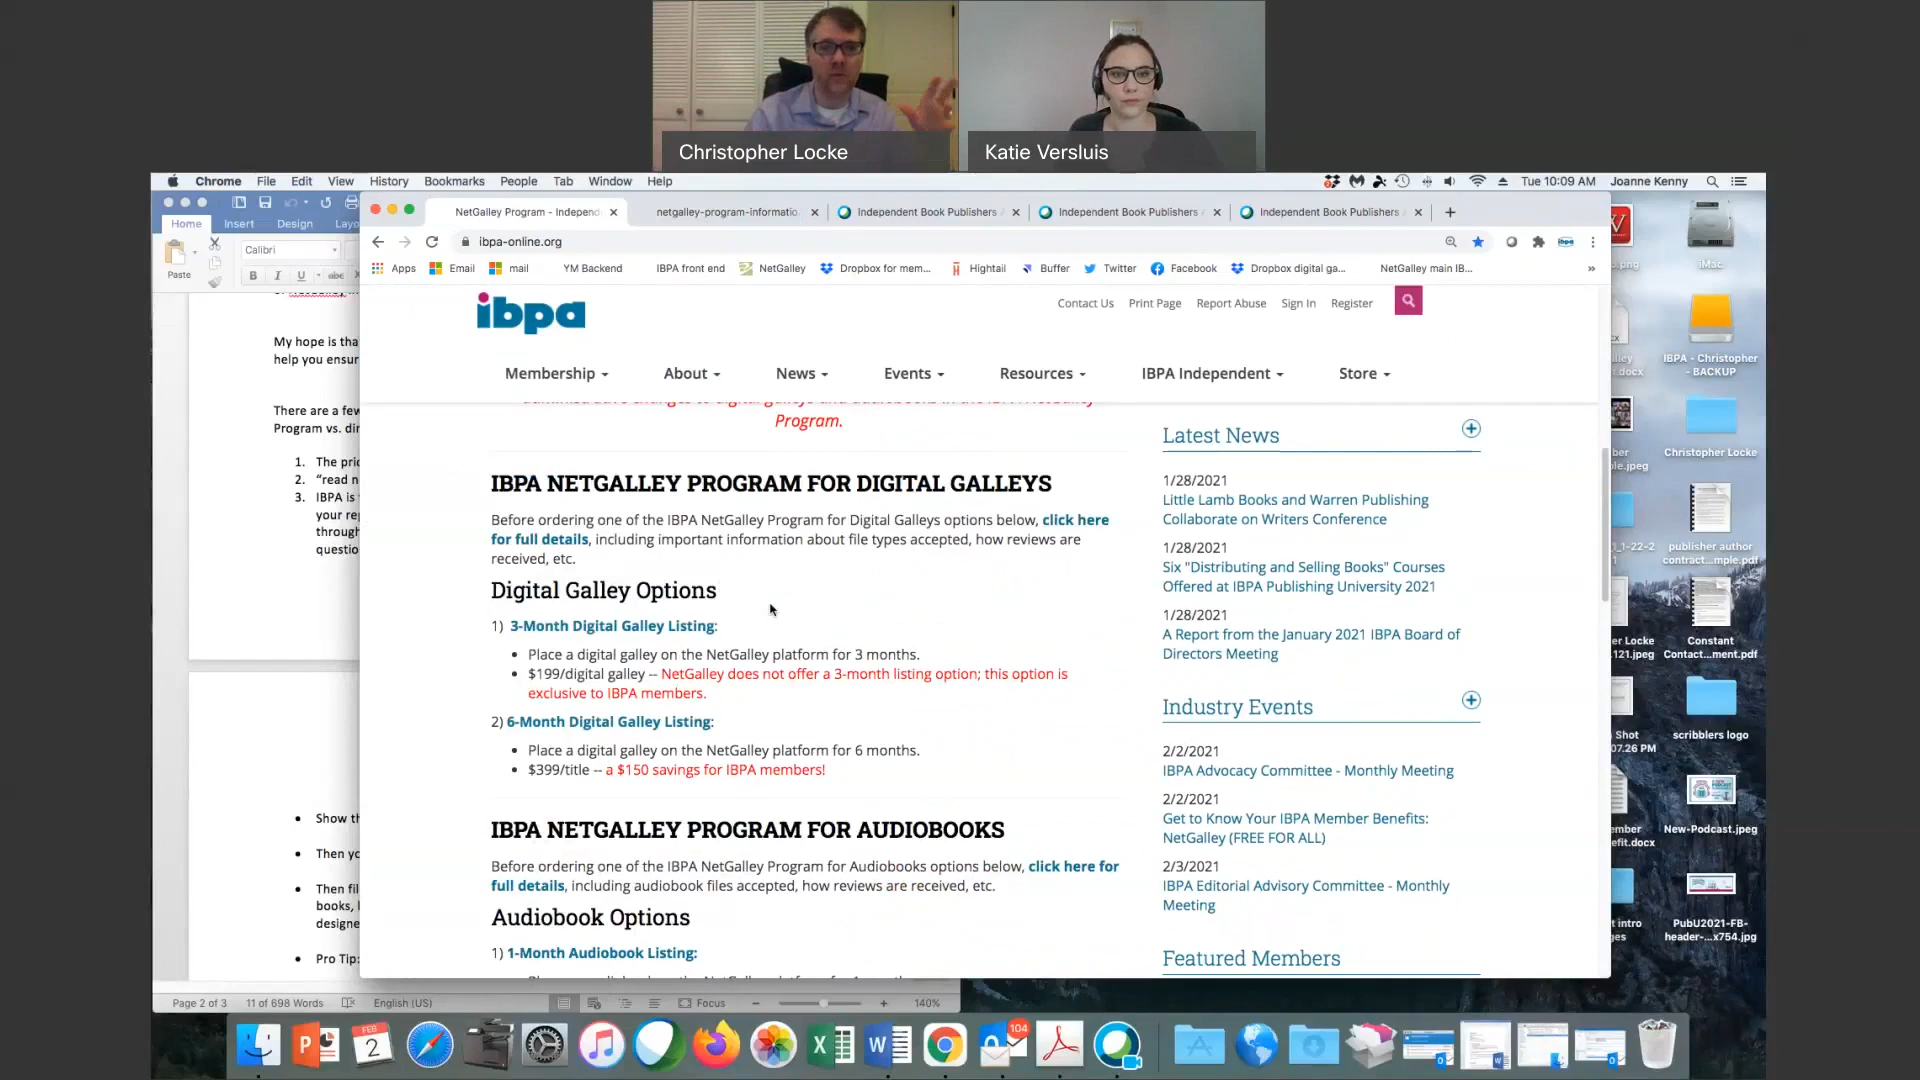 Christopher Locke
Katie Versluis
Chrome File Edit View History Bookmarks People Tab Window Help
Tue 10:09 AM Joanne Kenny
NetGalley Program - Independ
netgalley-program-informatio
Independent Book Publishers
Independent Book Publishers
Independent Book Publishers
ibpa-online.org
Apps Email mail YM Backend IBPA front end NetGalley Dropbox for mem... Hightail Buffer Twitter Facebook Dropbox digital ga... NetGalley main IB...
Home Insert Design Layo
Paste
Calibri
B I U abc
My hope is tha
help you ensur
There are a few
Program vs. di
1. The pri
2. "read n
3. IBPA is
your re
through
questio
Show th
Then yo
Then fil
books, 
designe
Pro Tip:
ibpa
Contact Us Print Page Report Abuse Sign In Register
Membership About News Events Resources IBPA Independent Store
Program.
IBPA NETGALLEY PROGRAM FOR DIGITAL GALLEYS
Before ordering one of the IBPA NetGalley Program for Digital Galleys options below, click here
for full details, including important information about file types accepted, how reviews are
received, etc.
Digital Galley Options
1) 3-Month Digital Galley Listing:
• Place a digital galley on the NetGalley platform for 3 months.
• $199/digital galley -- NetGalley does not offer a 3-month listing option; this option is
exclusive to IBPA members.
2) 6-Month Digital Galley Listing:
• Place a digital galley on the NetGalley platform for 6 months.
• $399/title -- a $150 savings for IBPA members!
IBPA NETGALLEY PROGRAM FOR AUDIOBOOKS
Before ordering one of the IBPA NetGalley Program for Audiobooks options below, click here for
full details, including audiobook files accepted, how reviews are received, etc.
Audiobook Options
1) 1-Month Audiobook Listing:
Latest News
1/28/2021
Little Lamb Books and Warren Publishing
Collaborate on Writers Conference
1/28/2021
Six "Distributing and Selling Books" Courses
Offered at IBPA Publishing University 2021
1/28/2021
A Report from the January 2021 IBPA Board of
Directors Meeting
Industry Events
2/2/2021
IBPA Advocacy Committee - Monthly Meeting
2/2/2021
Get to Know Your IBPA Member Benefits:
NetGalley (FREE FOR ALL)
2/3/2021
IBPA Editorial Advisory Committee - Monthly
Meeting
Featured Members
iMac
IBPA - Christopher
- BACKUP
Christopher Locke
publisher author
contract...mple.pdf
Constant
Contact...ment.pdf
scribblers logo
New-Podcast.jpeg
PubU2021-FB-
header-...x754.jpg
Page 2 of 3 11 of 698 Words English (US) Focus 140%
FEB
2
104